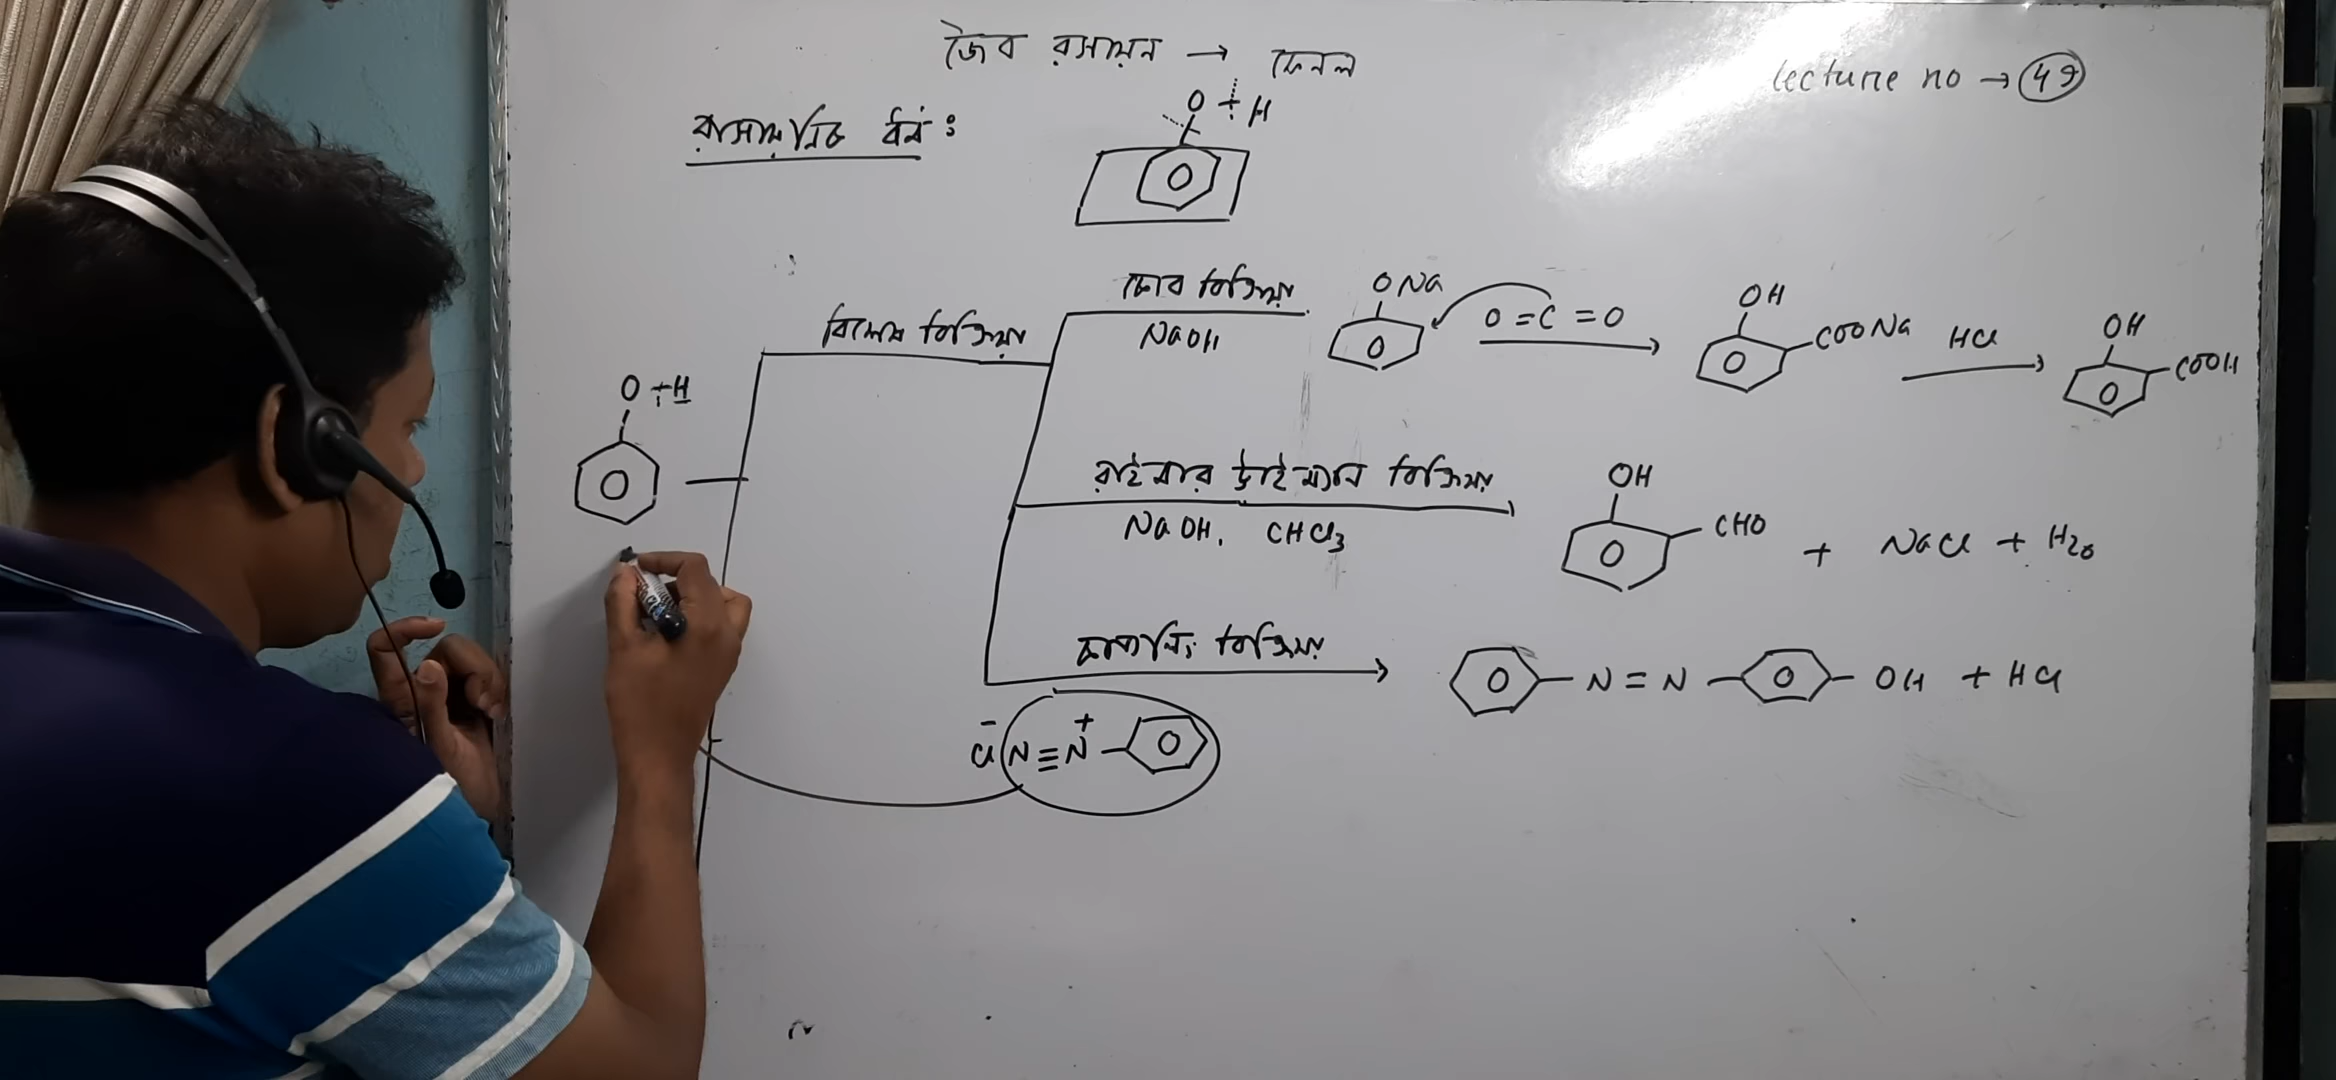 জৈব রসায়ন → ফেনল
lecture no → 49
রাসায়নিক ধর্ম :
O + H
বিশেষ বিক্রিয়া
কোব বিক্রিয়া
NaOH
ONa
O = C = O
OH
COONa
HCl
OH
COOH
O + H
রাইমার টাইম্যান বিক্রিয়া
NaOH, CHCl3
OH
CHO
+ NaCl + H2O
কাপলিং বিক্রিয়া
N = N OH + HCl
Cl⁻ N ≡ N⁺